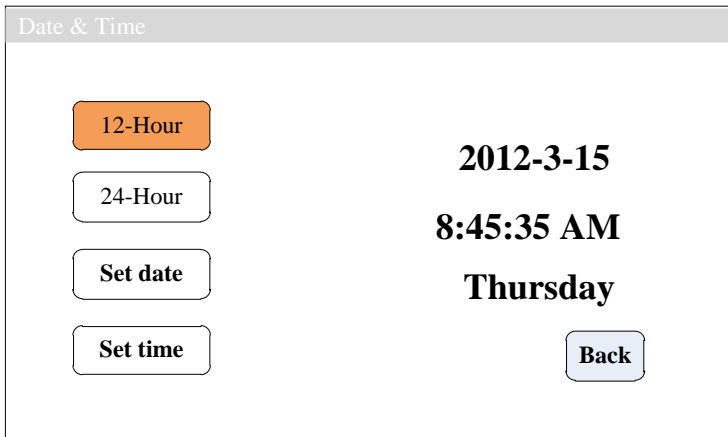 Date & Time
12-Hour
24-Hour
Set date
Set time
2012-3-15
8:45:35 AM
Thursday
Back